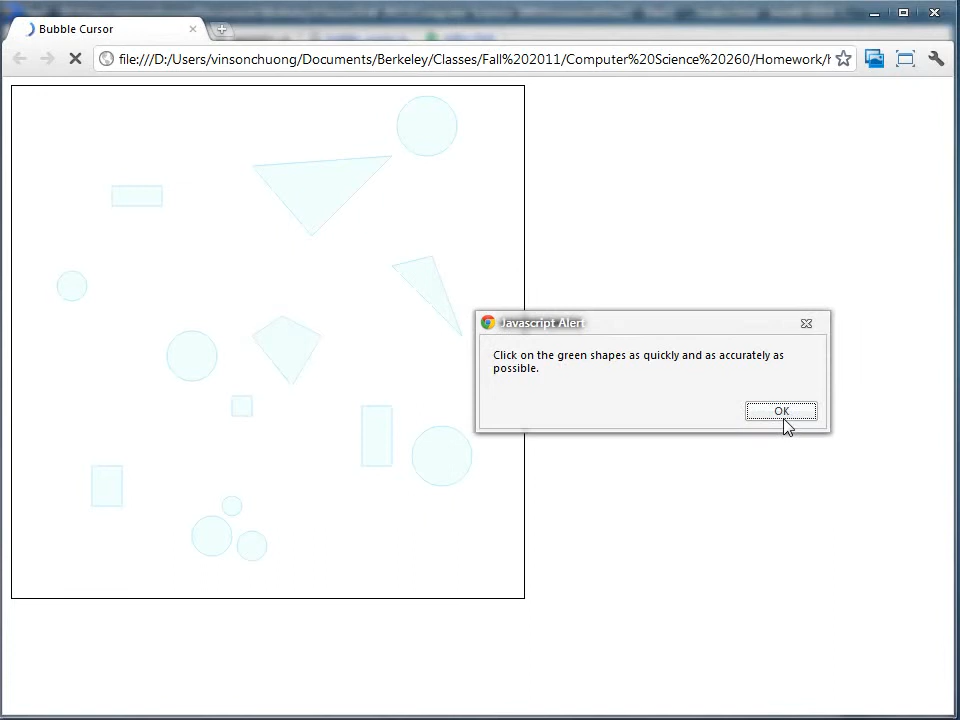 Bubble Cursor
file:///D:/Users/vinsonchuong/Documents/Berkeley/Classes/Fall%202011/Computer%20Science%20260/Homework/h
Javascript Alert
Click on the green shapes as quickly and as accurately as
possible.
OK